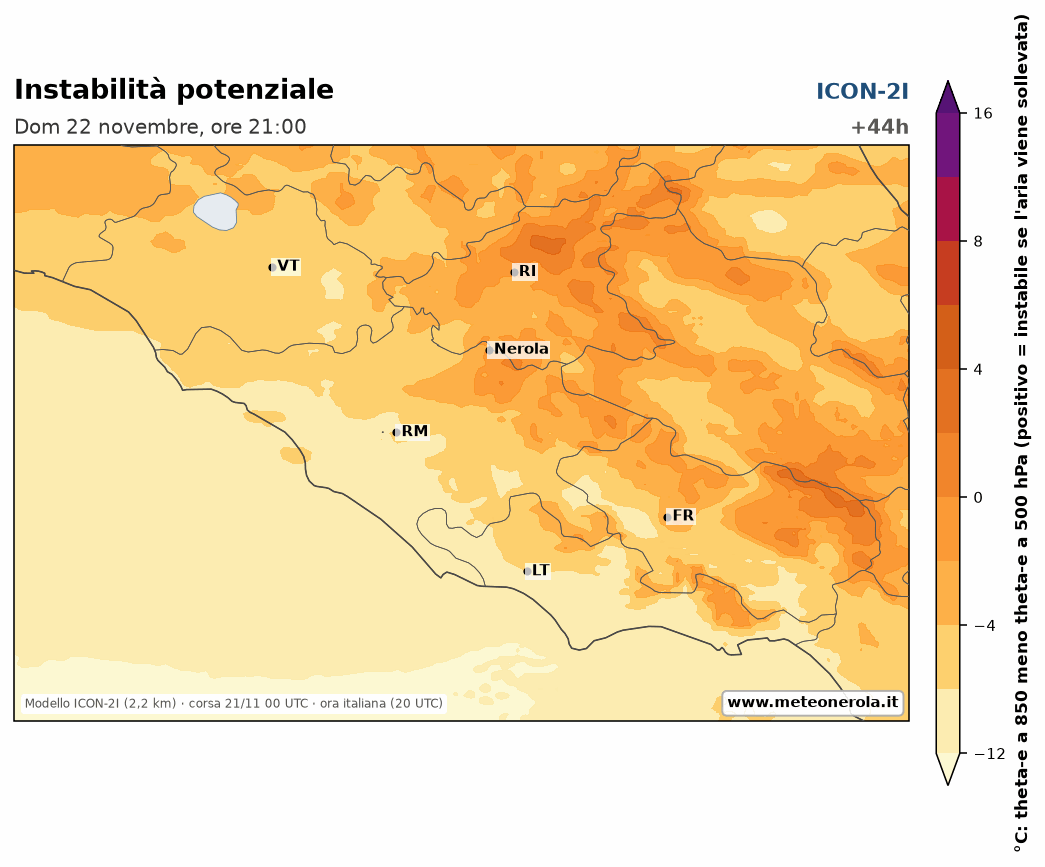 Instabilità potenziale
ICON-2I
Dom 22 novembre, ore 21:00
+44h
VT
RI
Nerola
RM
FR
LT
Modello ICON-2I (2,2 km) · corsa 21/11 00 UTC · ora italiana (20 UTC)
www.meteonerola.it
16
8
4
0
−4
−12
°C: theta-e a 850 meno theta-e a 500 hPa (positivo = instabile se l'aria viene sollevata)